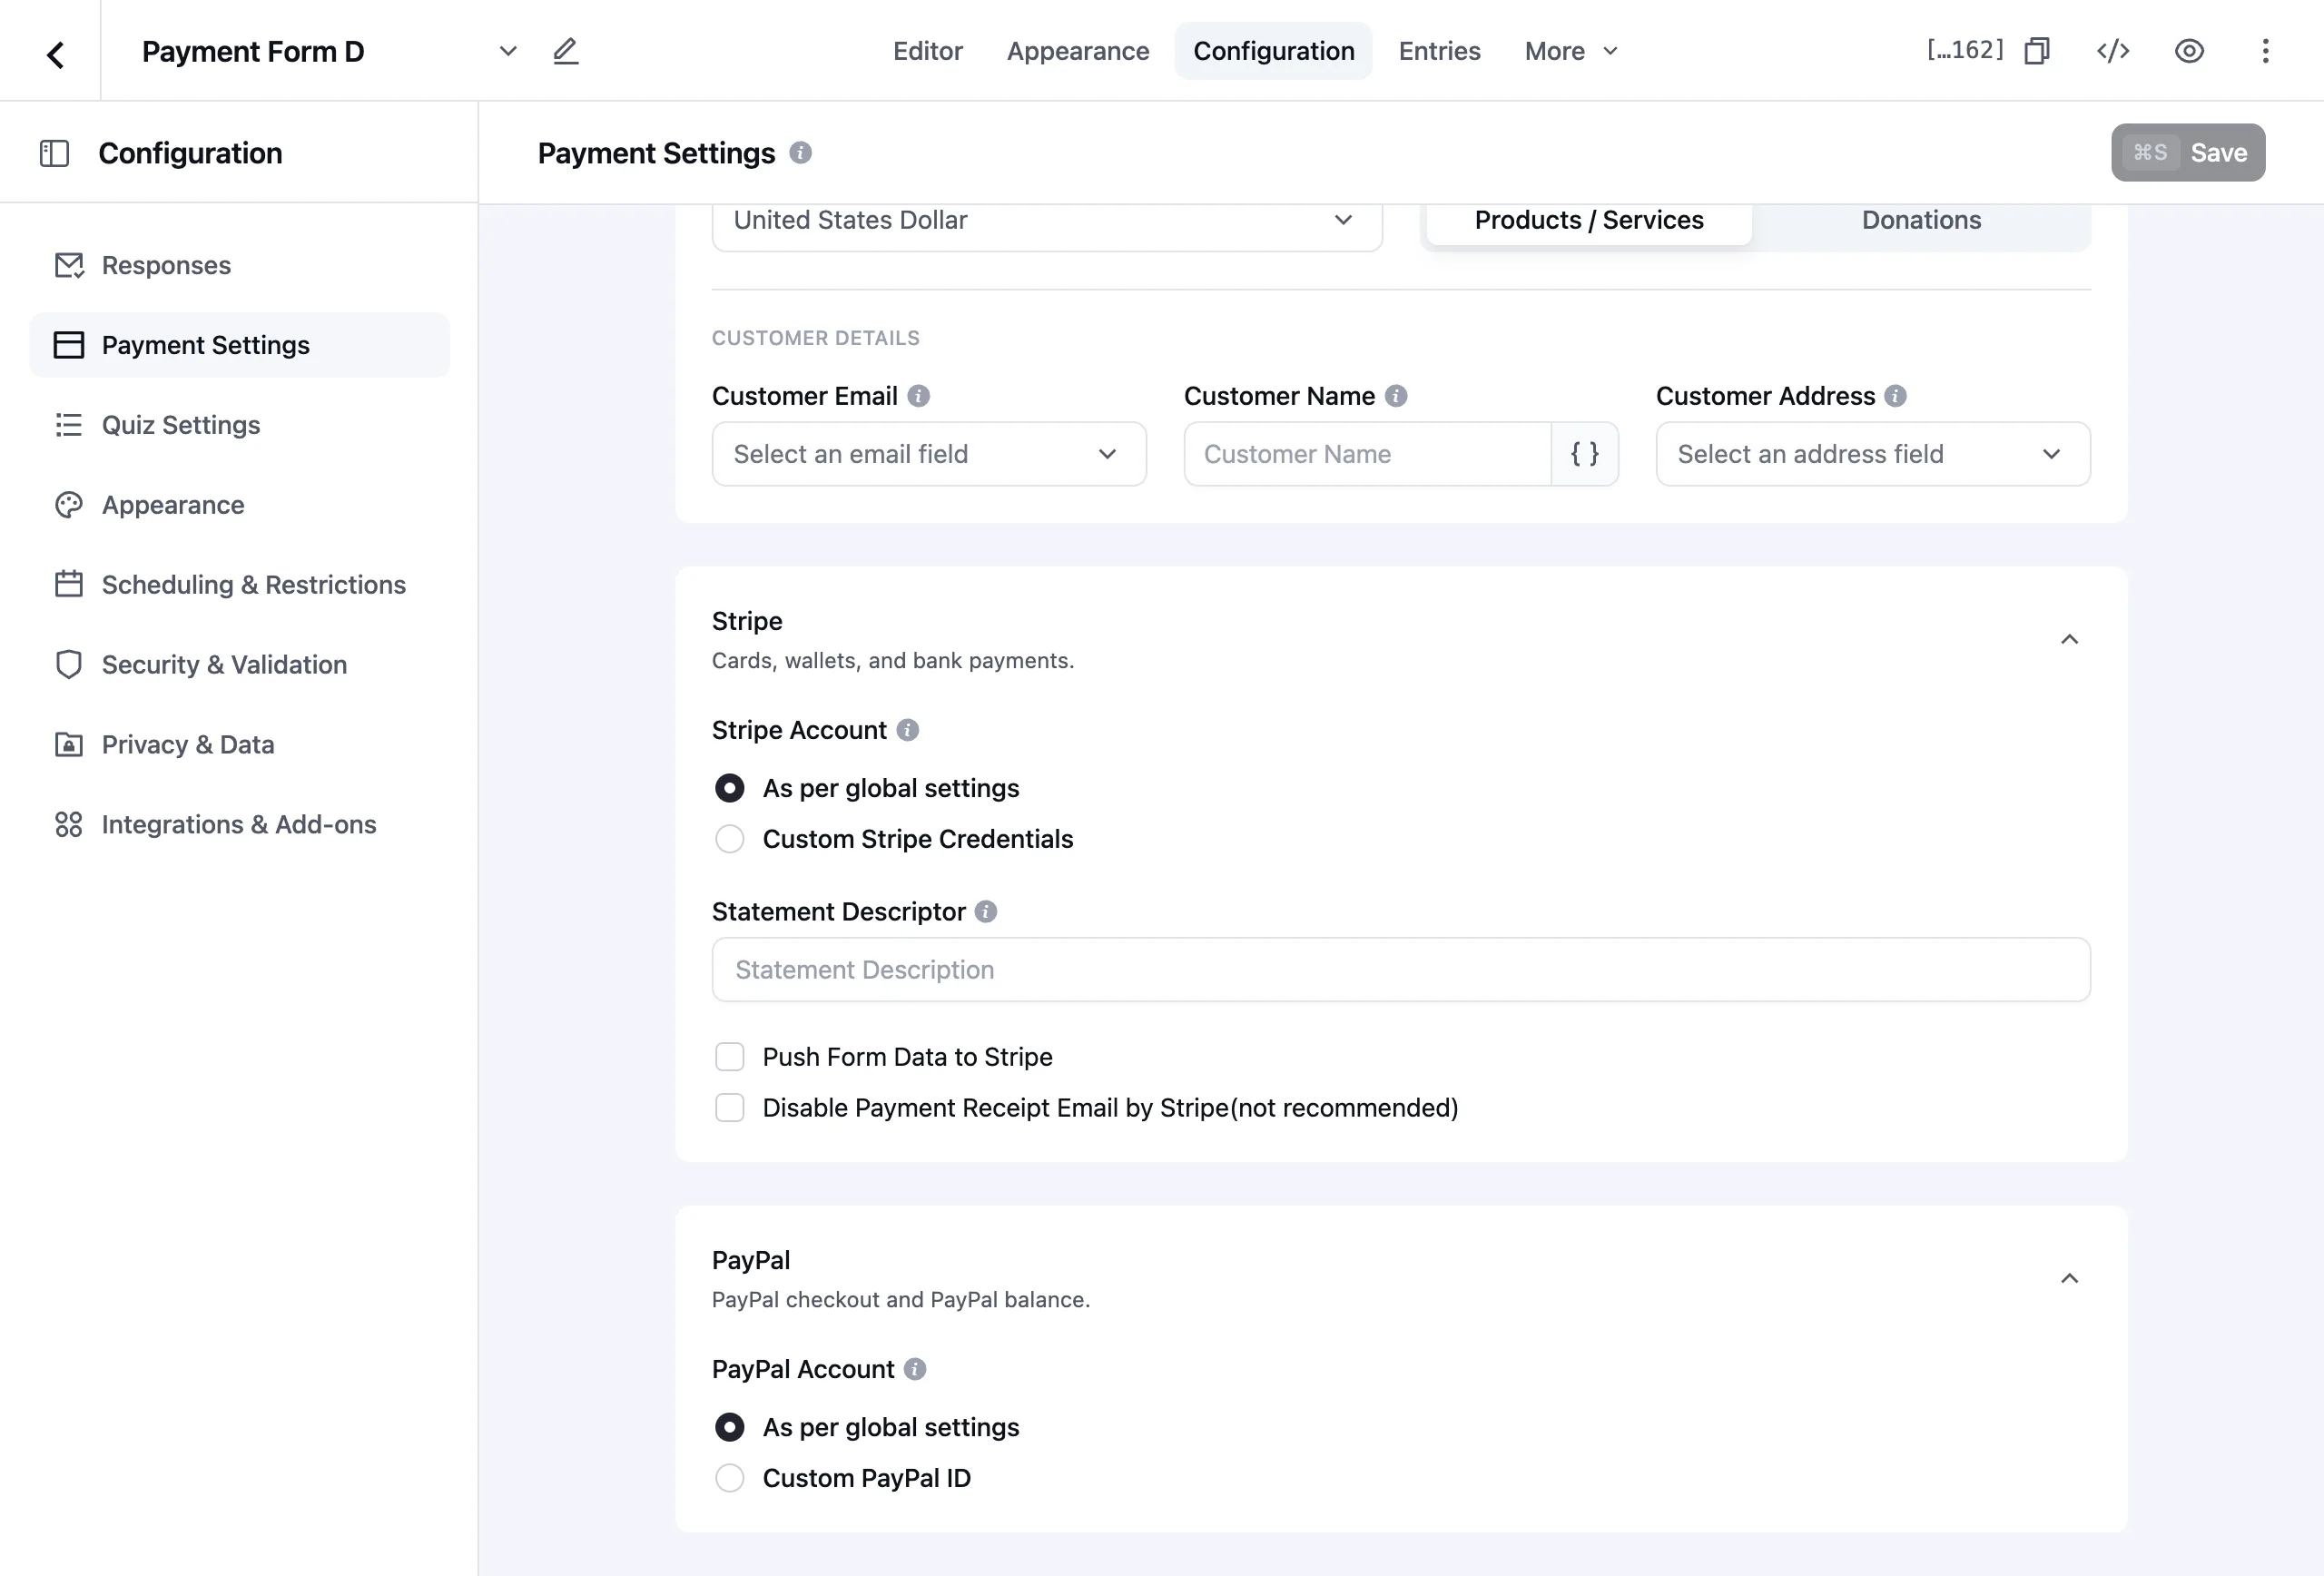 Payment Form D
Editor
Appearance
Configuration
Entries
More
[…162]
Configuration
Payment Settings
⌘S Save
Responses
Payment Settings
Quiz Settings
Appearance
Scheduling & Restrictions
Security & Validation
Privacy & Data
Integrations & Add-ons
United States Dollar
Products / Services
Donations
CUSTOMER DETAILS
Customer Email
Customer Name
Customer Address
Select an email field
Customer Name
{ }
Select an address field
Stripe
Cards, wallets, and bank payments.
Stripe Account
As per global settings
Custom Stripe Credentials
Statement Descriptor
Statement Description
Push Form Data to Stripe
Disable Payment Receipt Email by Stripe(not recommended)
PayPal
PayPal checkout and PayPal balance.
PayPal Account
As per global settings
Custom PayPal ID